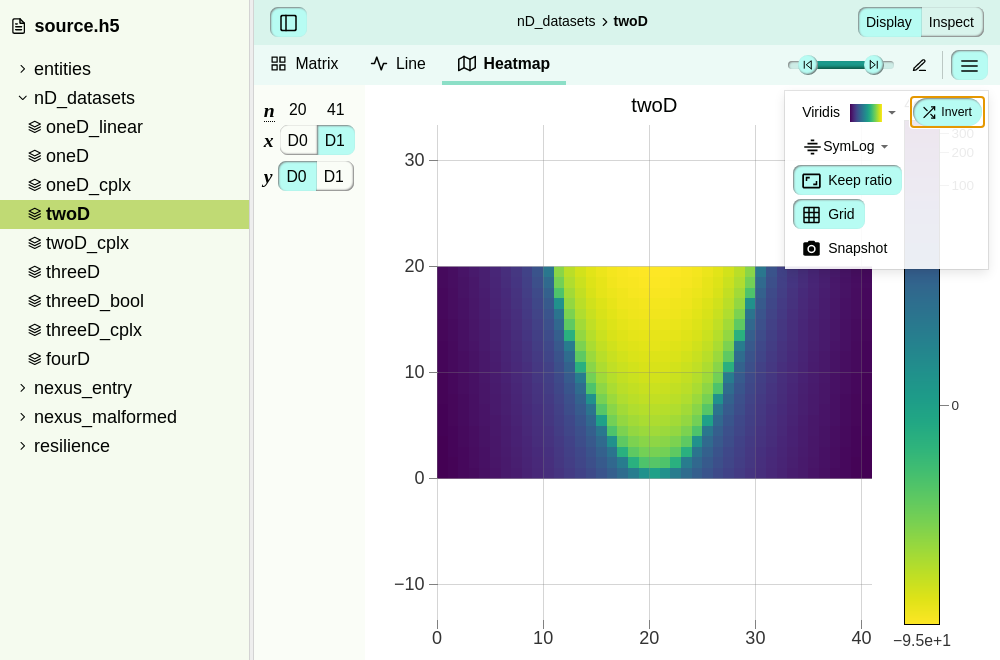 source.h5
entities
nD_datasets
oneD_linear
oneD
oneD_cplx
twoD
twoD_cplx
threeD
threeD_bool
threeD_cplx
fourD
nexus_entry
nexus_malformed
resilience
nD_datasets > twoD
Display Inspect
Matrix Line Heatmap
n 20 41
x D0 D1
y D0 D1
twoD
Viridis Invert
SymLog
Keep ratio
Grid
Snapshot
300
200
100
0
−9.5e+1
30
20
10
0
−10
0 10 20 30 40